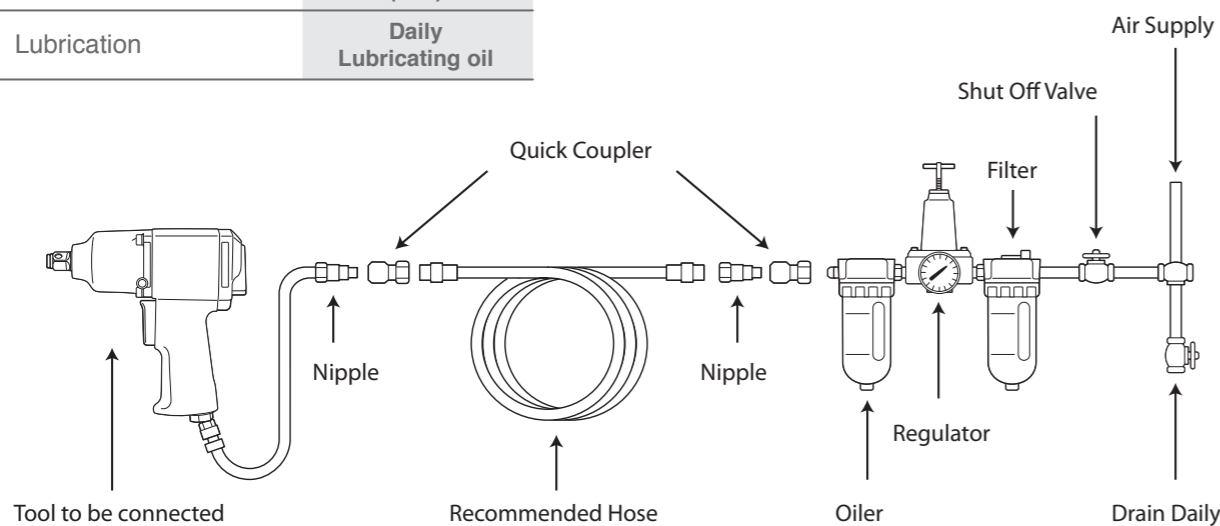 Lubrication
Daily
Lubricating oil
Air Supply
Shut Off Valve
Quick Coupler
Filter
Nipple
Nipple
Regulator
Tool to be connected
Recommended Hose
Oiler
Drain Daily